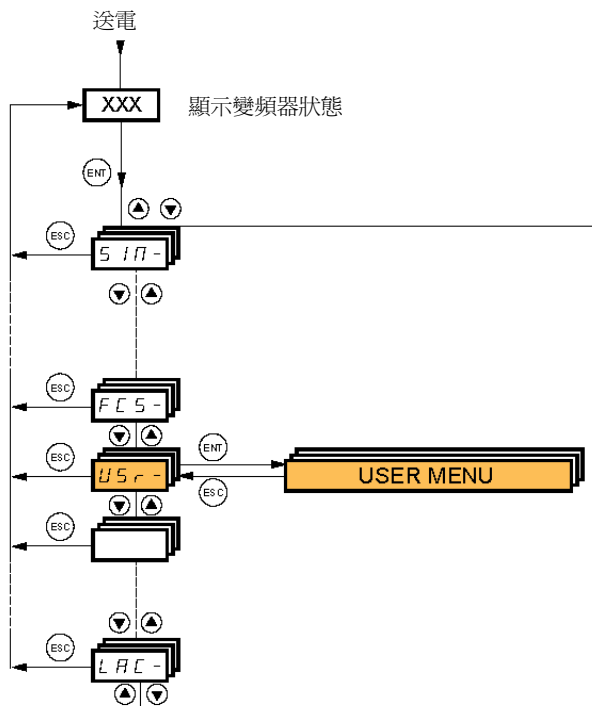 送電
XXX
顯示變頻器狀態
ENT
ESC
SIM-
ESC
FCS-
ESC
USr-
ENT
ESC
USER MENU
ESC
ESC
LAC-